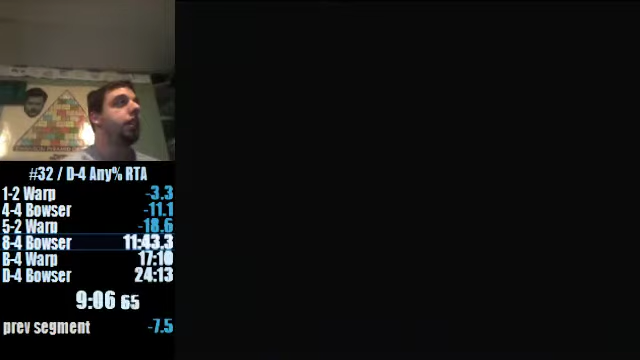 #32 / D-4 Any% RTA
1-2 Warp -3.3
4-4 Bowser -11.1
5-2 Warp -18.6
8-4 Bowser 11:43.3
B-4 Warp 17:10
D-4 Bowser 24:13
9:06 65
prev segment -7.5